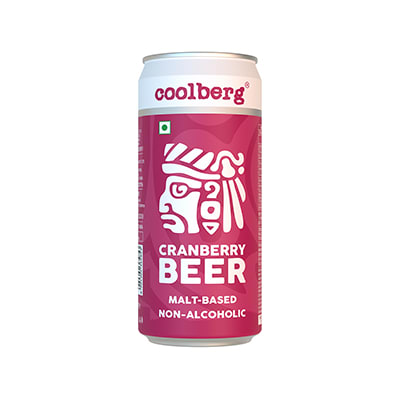 coolberg®
CRANBERRY
BEER
MALT-BASED
NON-ALCOHOLIC